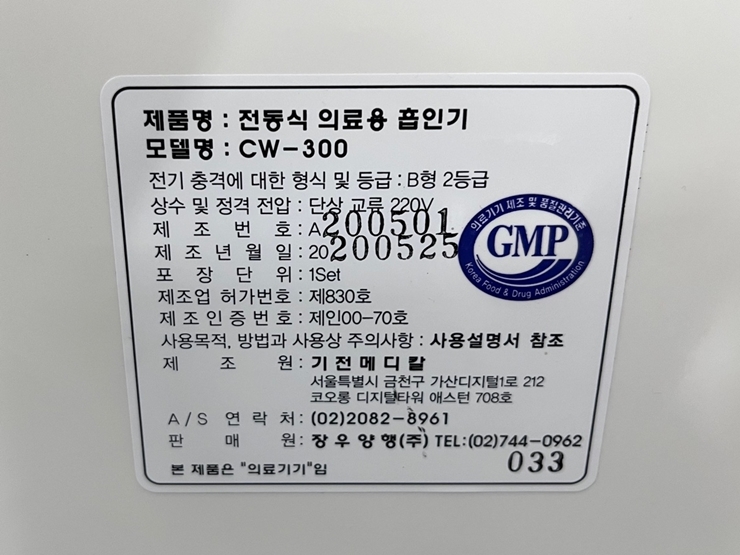 제품명 : 전동식 의료용 흡인기
모델명 : CW-300
전기 충격에 대한 형식 및 등급 : B형 2등급
상수 및 정격 전압 : 단상 교류 220V
제 조 번 호 : A 200501
제 조 년 월 일 : 20 200525
포 장 단 위 : 1Set
제조업 허가번호 : 제830호
제 조 인 증 번 호 : 제인00-70호
사용목적, 방법과 사용상 주의사항 : 사용설명서 참조
제 조 원 : 기전메디칼
서울특별시 금천구 가산디지털1로 212
코오롱 디지털타워 애스턴 708호
A/S 연 락 처 : (02)2082-8961
판 매 원 : 장우양행(주) TEL:(02)744-0962
본 제품은 "의료기기"임
033
의료기기 제조 및 품질관리기준
GMP
Korea Food & Drug Administration